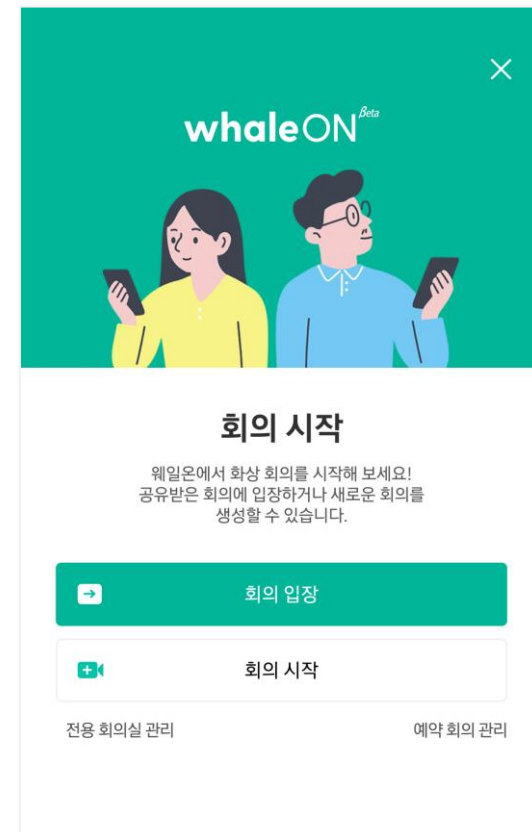 whaleON βeta
회의 시작
웨일온에서 화상 회의를 시작해 보세요!
공유받은 회의에 입장하거나 새로운 회의를
생성할 수 있습니다.
회의 입장
회의 시작
전용 회의실 관리 예약 회의 관리